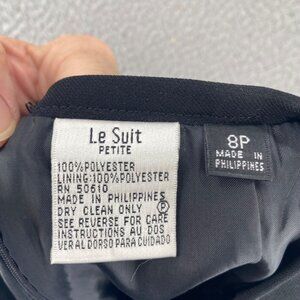 Le Suit
PETITE
100%POLYESTER
LINING:100%POLYESTER
RN 50610
MADE IN PHILIPPINES
DRY CLEAN ONLY Ⓟ
SEE REVERSE FOR CARE
INSTRUCTIONS AU DOS
VER AL DORSO PARA CUIDADO
8P
MADE IN
PHILIPPINES